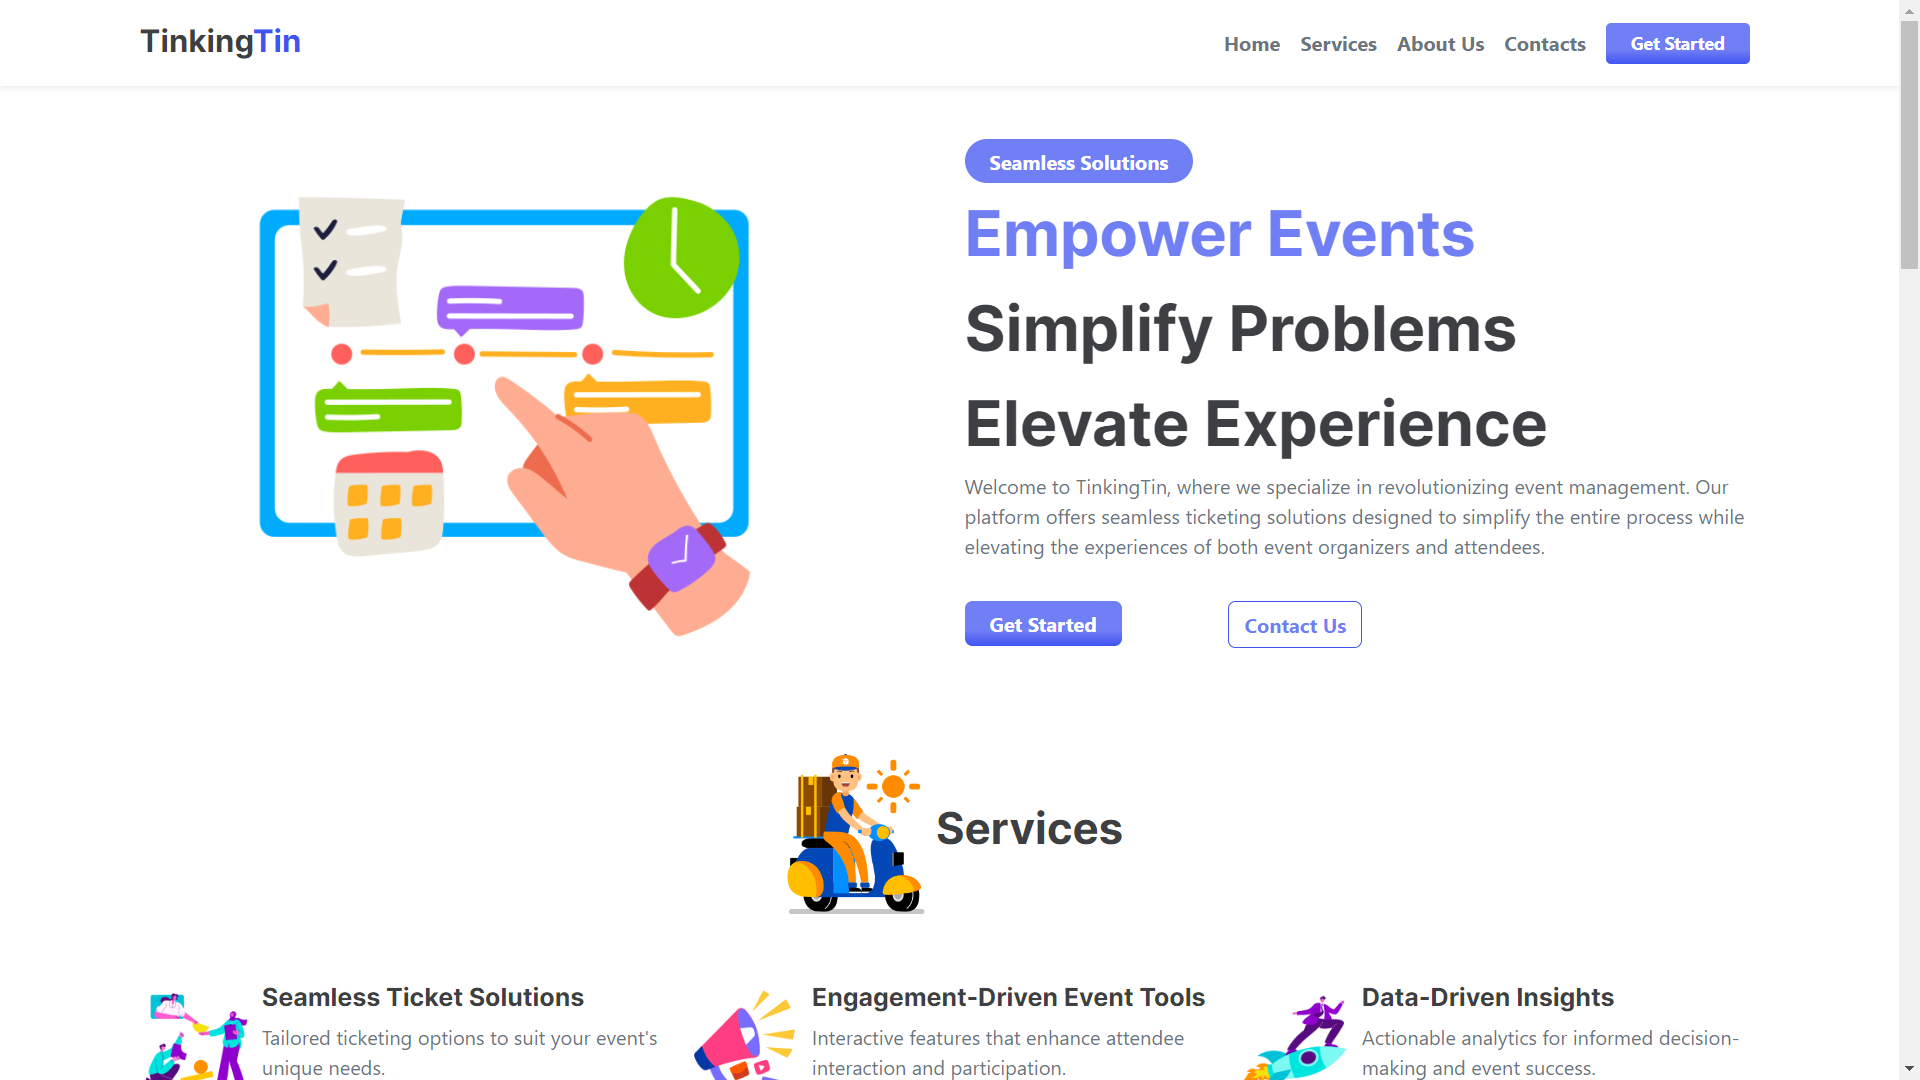 TinkingTin
Home Services About Us Contacts Get Started
Seamless Solutions
Empower Events
Simplify Problems
Elevate Experience
Welcome to TinkingTin, where we specialize in revolutionizing event management. Our
platform offers seamless ticketing solutions designed to simplify the entire process while
elevating the experiences of both event organizers and attendees.
Get Started
Contact Us
Services
Seamless Ticket Solutions
Tailored ticketing options to suit your event's
unique needs.
Engagement-Driven Event Tools
Interactive features that enhance attendee
interaction and participation.
Data-Driven Insights
Actionable analytics for informed decision-
making and event success.